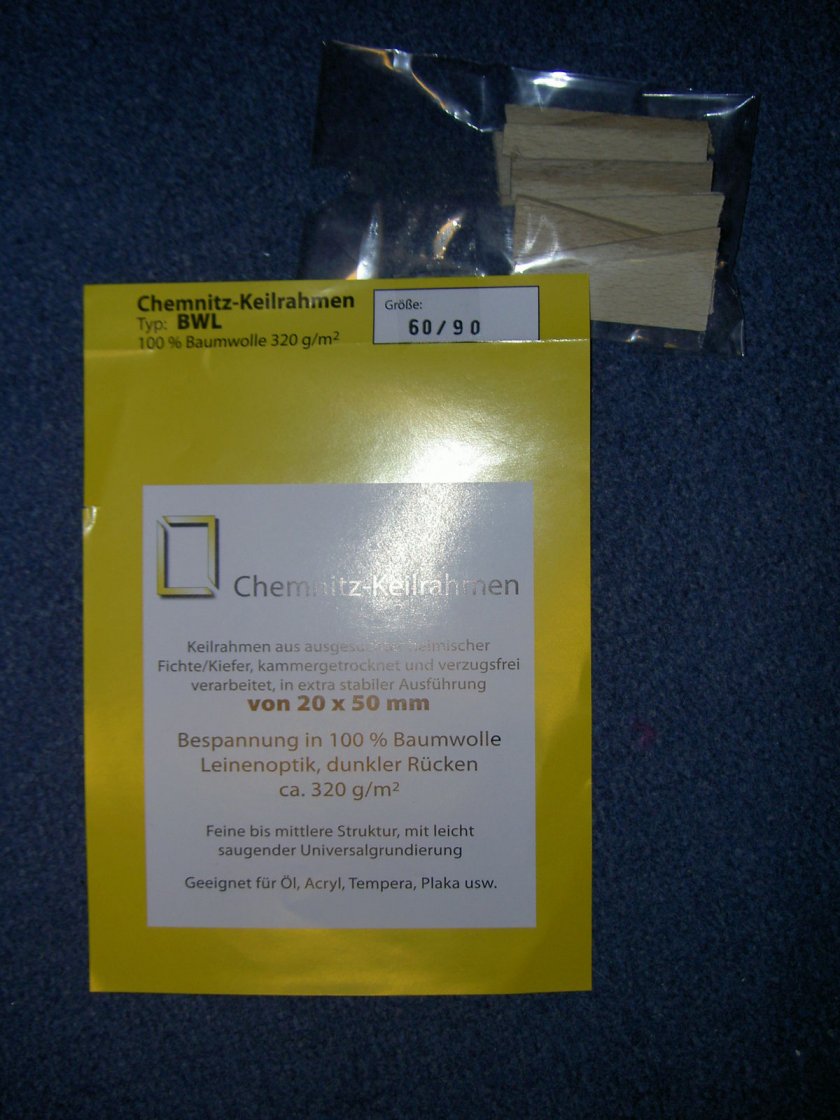 Chemnitz-Keilrahmen
Typ: BWL
100 % Baumwolle 320 g/m²
Größe:
60/90
Chemnitz-Keilrahmen
Keilrahmen aus heimischer
Fichte/Kiefer, kammergetrocknet und verzugsfrei
verarbeitet, in extra stabiler Ausführung
von 20 x 50 mm
Bespannung in 100 % Baumwolle
Leinenoptik, dunkler Rücken
ca. 320 g/m²
Feine bis mittlere Struktur, mit leicht
saugender Universalgrundierung
Geeignet für Öl, Acryl, Tempera, Plaka usw.